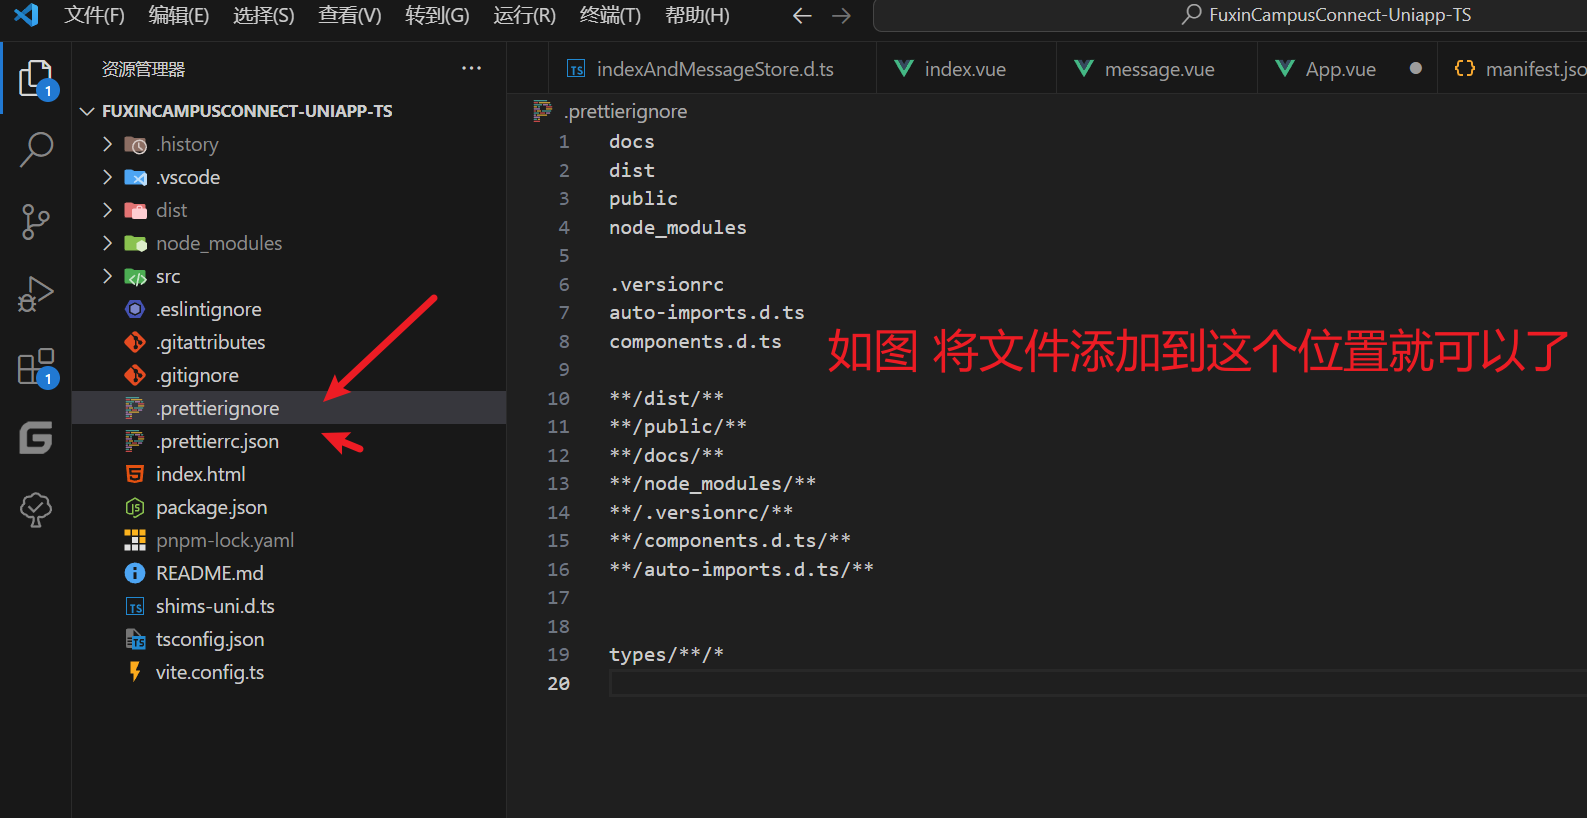 文件(F) 编辑(E) 选择(S) 查看(V) 转到(G) 运行(R) 终端(T) 帮助(H) FuxinCampusConnect-Uniapp-TS
资源管理器 ···
FUXINCAMPUSCONNECT-UNIAPP-TS
.history
.vscode
dist
node_modules
src
.eslintignore
.gitattributes
.gitignore
.prettierignore
.prettierrc.json
index.html
package.json
pnpm-lock.yaml
README.md
shims-uni.d.ts
tsconfig.json
vite.config.ts
1
1
TS indexAndMessageStore.d.ts index.vue message.vue App.vue {} manifest.jso
.prettierignore
1 docs
2 dist
3 public
4 node_modules
5
6 .versionrc
7 auto-imports.d.ts
8 components.d.ts
9
10 **/dist/**
11 **/public/**
12 **/docs/**
13 **/node_modules/**
14 **/.versionrc/**
15 **/components.d.ts/**
16 **/auto-imports.d.ts/**
17
18
19 types/**/*
20
如图 将文件添加到这个位置就可以了